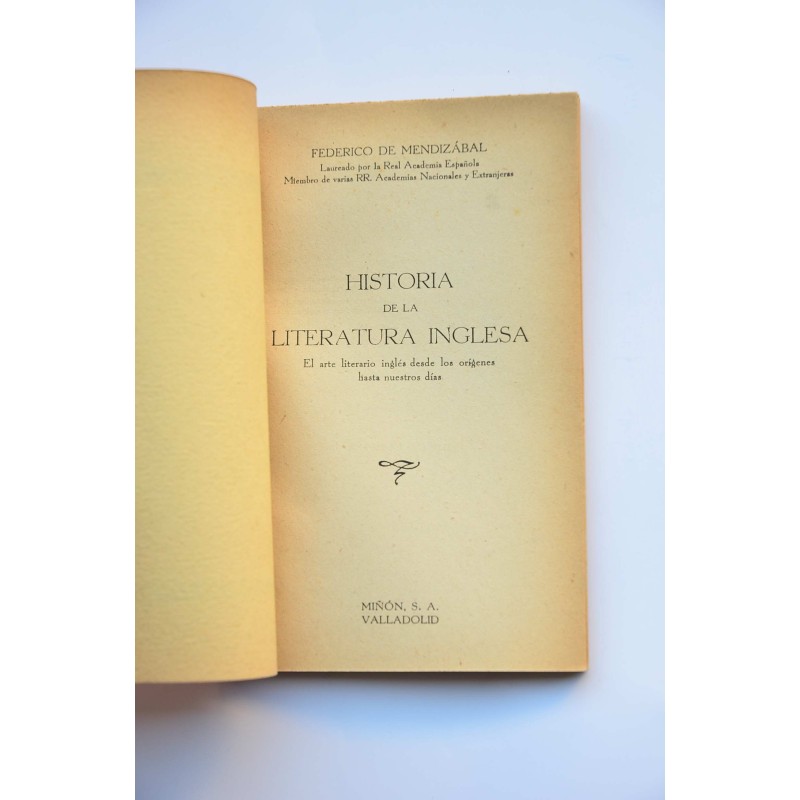 FEDERICO DE MENDIZÁBAL
Laureado por la Real Academia Española
Miembro de varias RR. Academias Nacionales y Extranjeras
HISTORIA
DE LA
LITERATURA INGLESA
El arte literario inglés desde los orígenes
hasta nuestros días
MIÑÓN, S. A.
VALLADOLID